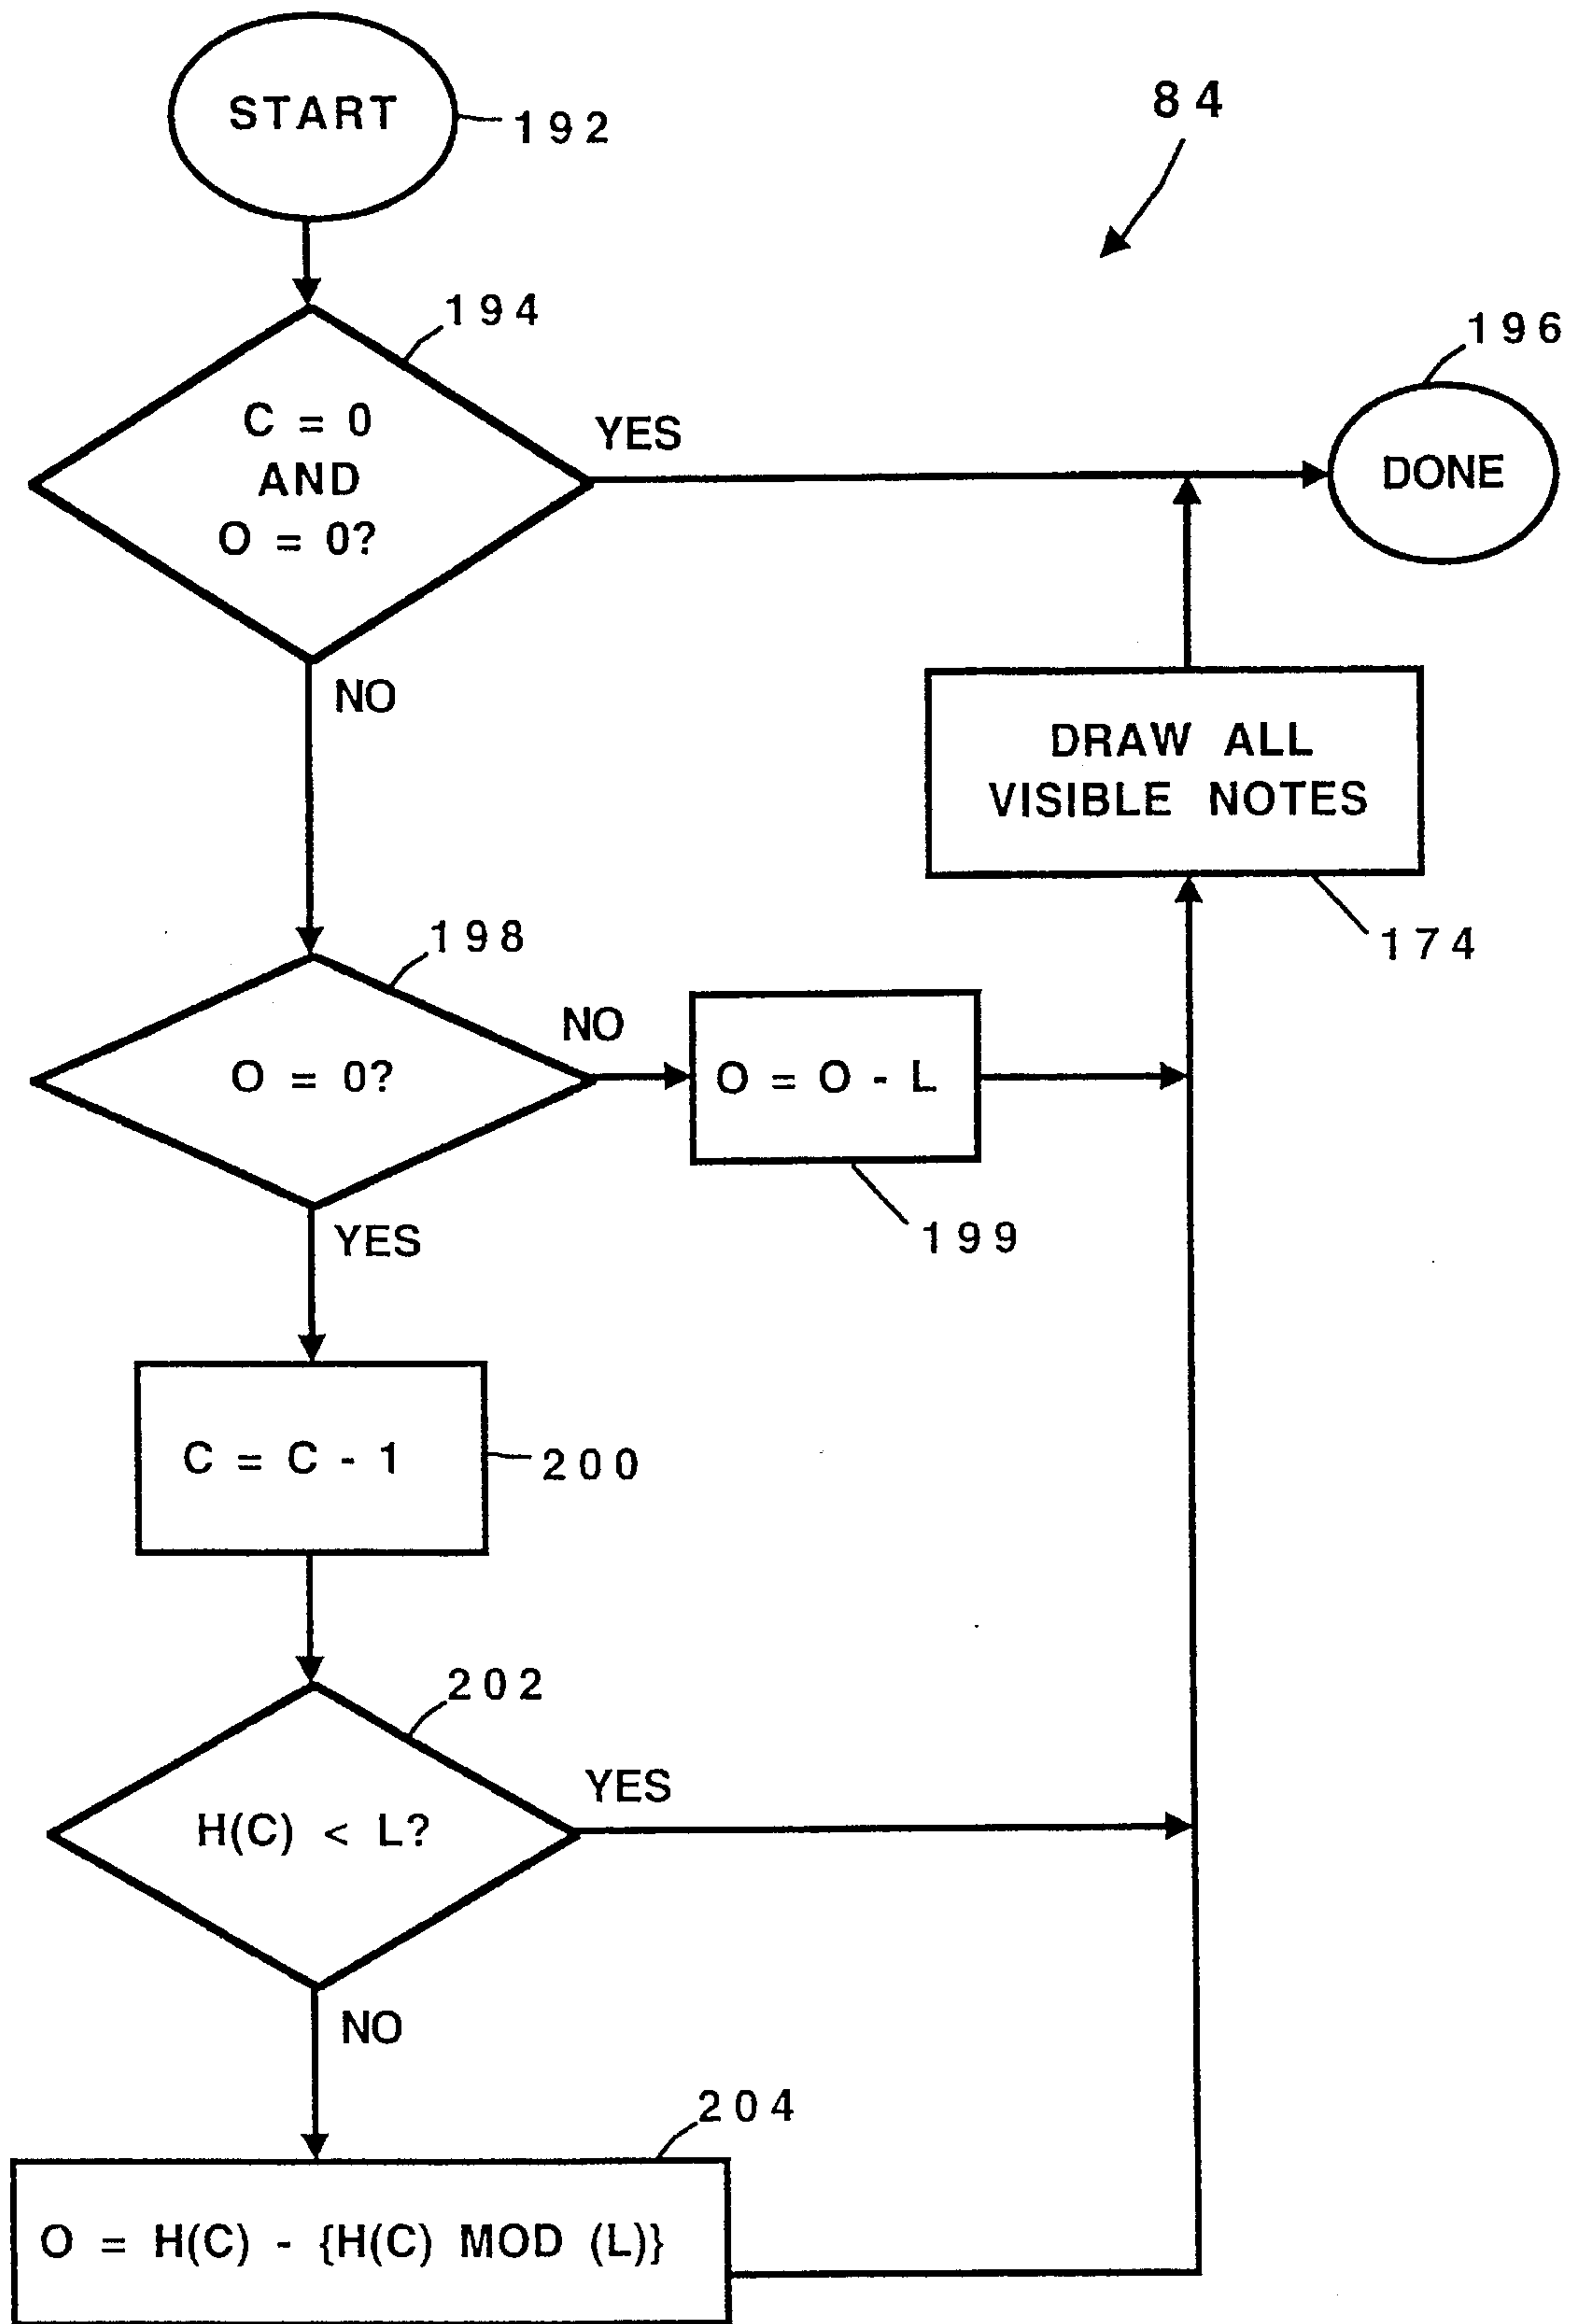 START
192
84
194
196
C = 0
AND
O = 0?
YES
DONE
NO
DRAW ALL
VISIBLE NOTES
174
198
NO
O = 0?
O = O - L
199
YES
C = C - 1
200
202
YES
H(C) < L?
NO
204
O = H(C) - {H(C) MOD (L)}